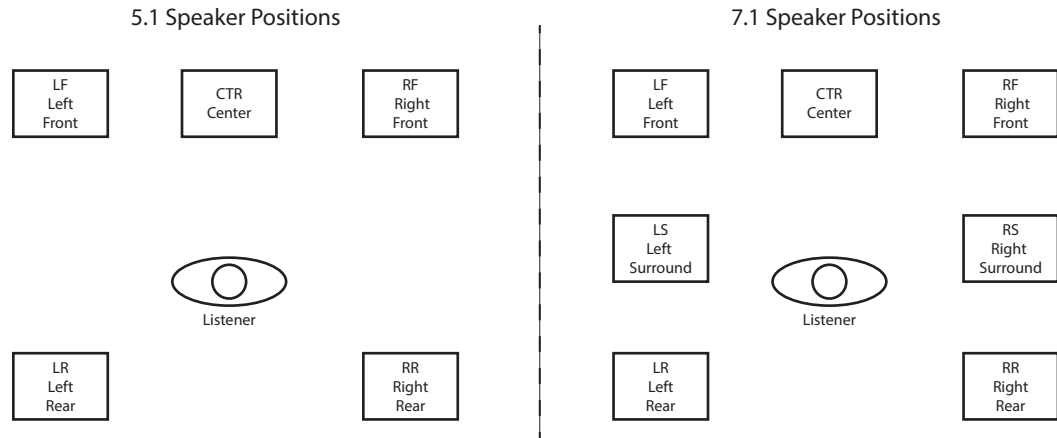 5.1 Speaker Positions
LF
Left
Front
CTR
Center
RF
Right
Front
Listener
LR
Left
Rear
RR
Right
Rear
7.1 Speaker Positions
LF
Left
Front
CTR
Center
RF
Right
Front
LS
Left
Surround
RS
Right
Surround
Listener
LR
Left
Rear
RR
Right
Rear